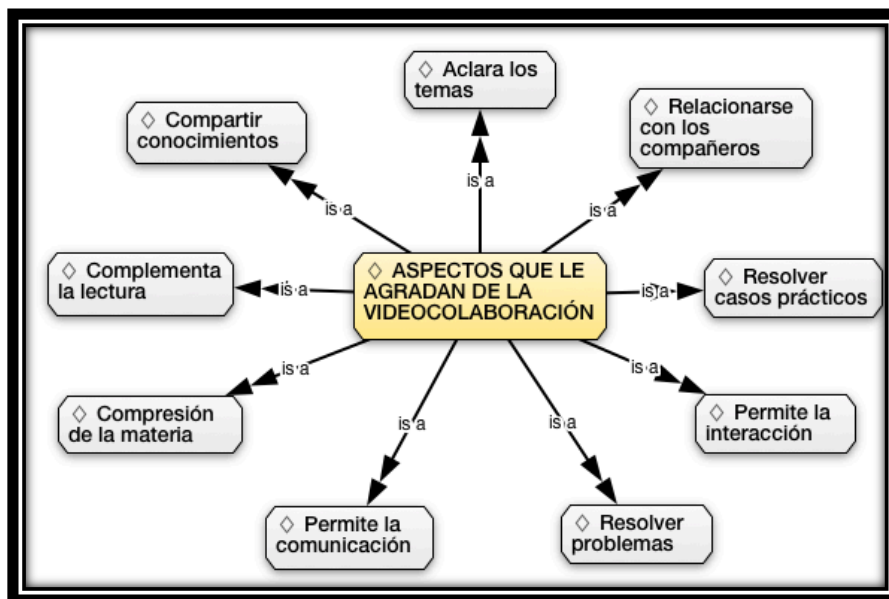 ◇ Aclara los
temas
◇ Compartir
conocimientos
◇ Relacionarse
con los
compañeros
is a
is a
is a
◇ Complementa
la lectura
is a
◇ ASPECTOS QUE LE
AGRADAN DE LA
VIDEOCOLABORACIÓN
is a
◇ Resolver
casos prácticos
is a
is a
◇ Compresión
de la materia
◇ Permite la
interacción
is a
is a
◇ Permite la
comunicación
◇ Resolver
problemas